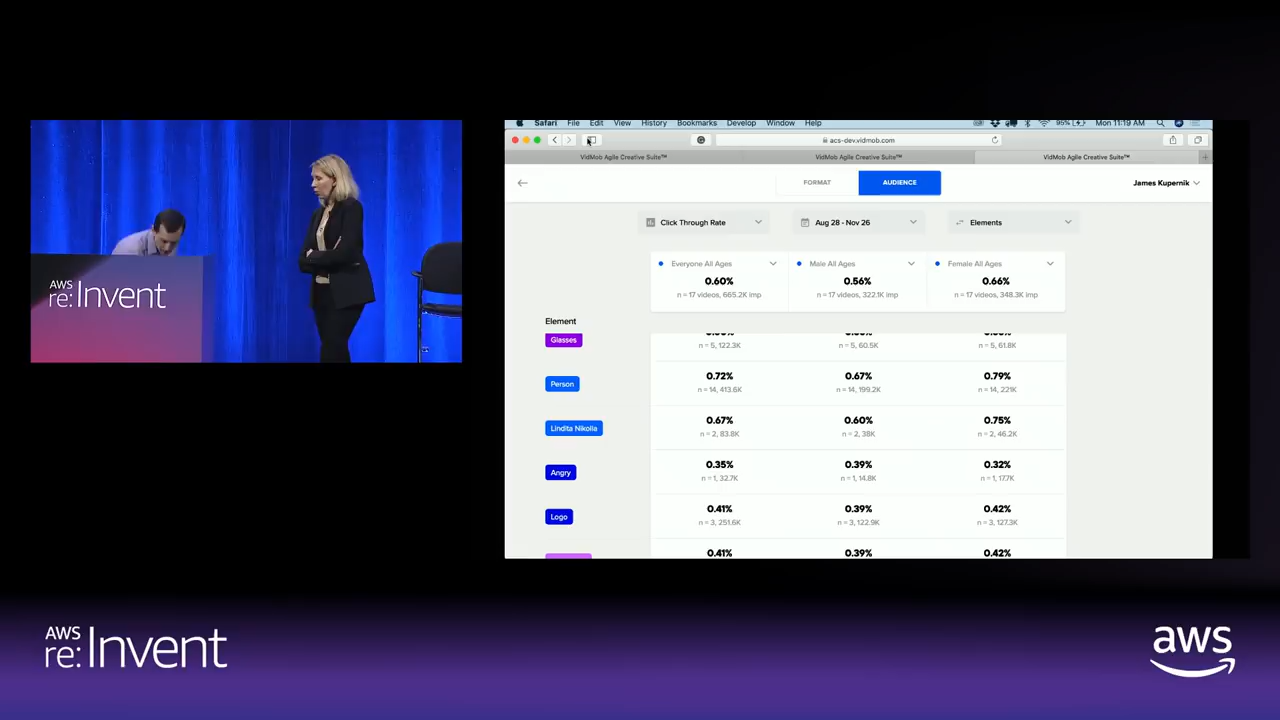 Safari File Edit View History Bookmarks Develop Window Help 95% Mon 11:19 AM
acs-dev.vidmob.com
VidMob Agile Creative Suite™ VidMob Agile Creative Suite™ VidMob Agile Creative Suite™
FORMAT AUDIENCE James Kupernik
Click Through Rate Aug 28 - Nov 26 Elements
Everyone All Ages Male All Ages Female All Ages
0.60% 0.56% 0.66%
n = 17 videos, 665.2K imp n = 17 videos, 322.1K imp n = 17 videos, 348.3K imp
Element
Glasses
n = 5, 122.3K n = 5, 60.5K n = 5, 61.8K
Person 0.72% 0.67% 0.79%
n = 14, 413.6K n = 14, 199.2K n = 14, 221K
Lindita Nikolla 0.67% 0.60% 0.75%
n = 2, 83.8K n = 2, 38K n = 2, 46.2K
Angry 0.35% 0.39% 0.32%
n = 1, 32.7K n = 1, 14.8K n = 1, 17.7K
Logo 0.41% 0.39% 0.42%
n = 3, 251.6K n = 3, 122.9K n = 3, 127.3K
0.41% 0.39% 0.42%
AWS
re:Invent
AWS
re:Invent
aws